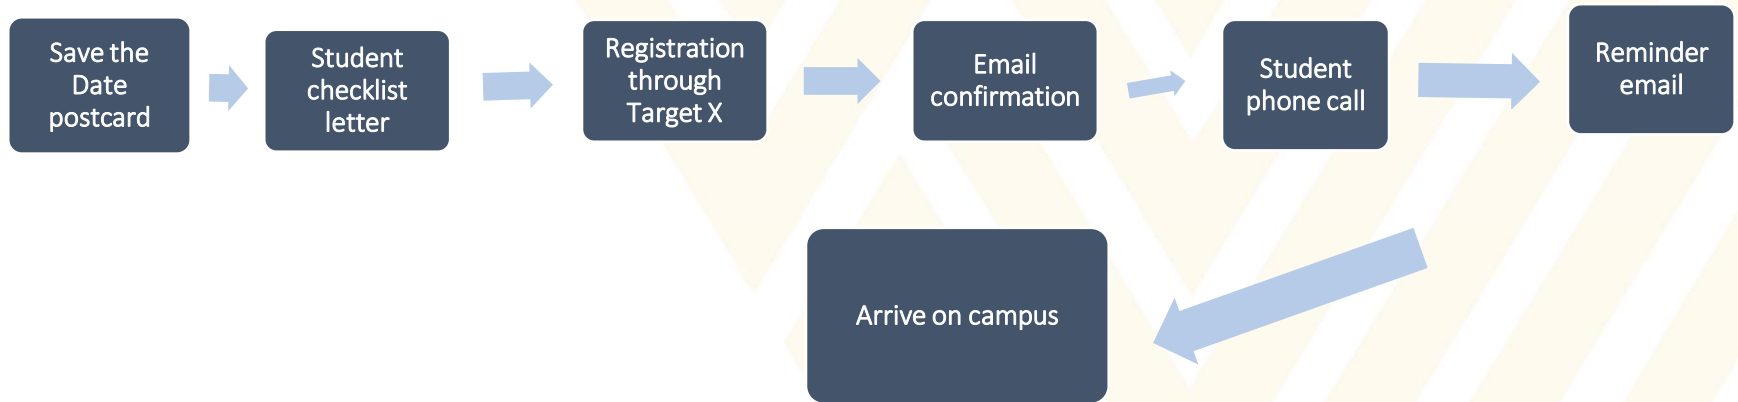 Save the
Date
postcard
Student
checklist
letter
Registration
through
Target X
Email
confirmation
Student
phone call
Reminder
email
Arrive on campus